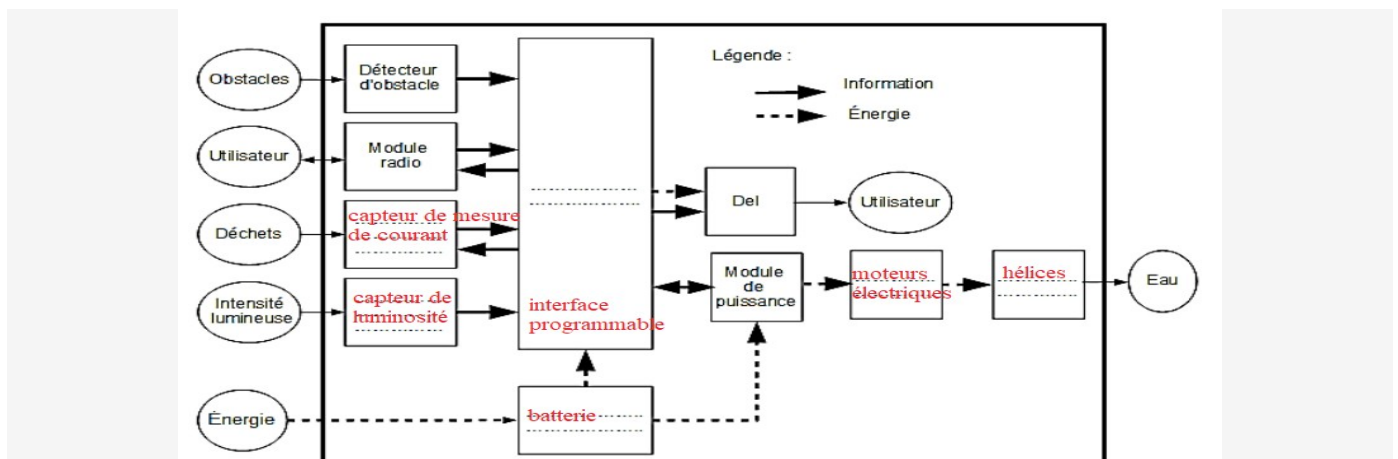 Légende :
Information
Énergie
Obstacles
Détecteur
d'obstacle
Utilisateur
Module
radio
Déchets
capteur de mesure
de courant
Intensité
lumineuse
capteur de
luminosité
interface
programmable
Del
Utilisateur
Module
de
puissance
moteurs
électriques
hélices
Eau
Énergie
batterie